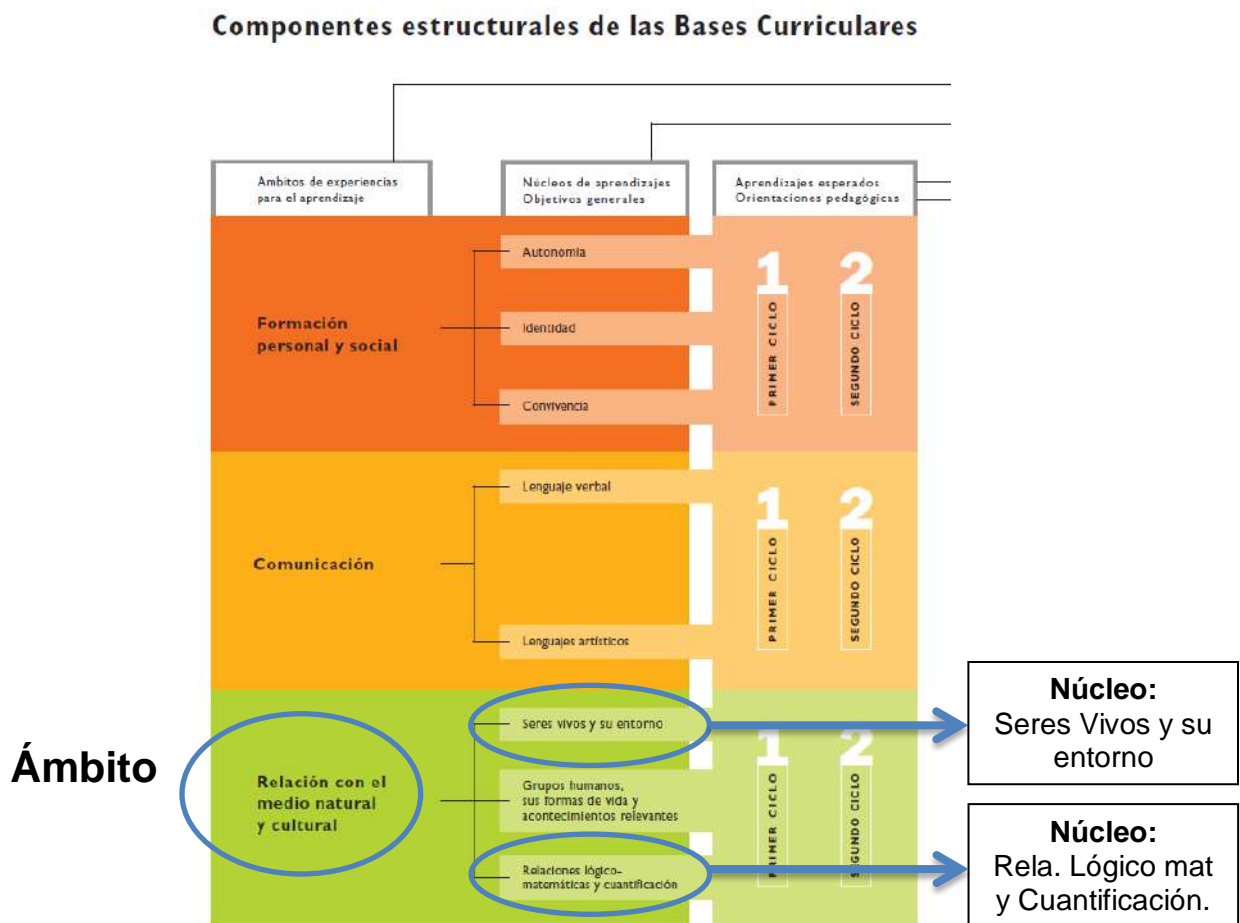 Componentes estructurales de las Bases Curriculares
Ambitos de experiencias
para el aprendizaje
Núcleos de aprendizajes
Objetivos generales
Aprendizajes esperados
Orientaciones pedagógicas
Formación
personal y social
Autonomía
Identidad
Convivencia
1
PRIMER CICLO
2
SEGUNDO CICLO
Comunicación
Lenguaje verbal
Lenguajes artísticos
1
PRIMER CICLO
2
SEGUNDO CICLO
Ámbito
Relación con el
medio natural
y cultural
Seres vivos y su entorno
Grupos humanos,
sus formas de vida y
acontecimientos relevantes
Relaciones lógico-
matemáticas y cuantificación
1
PRIMER CICLO
2
SEGUNDO CICLO
Núcleo:
Seres Vivos y su
entorno
Núcleo:
Rela. Lógico mat
y Cuantificación.